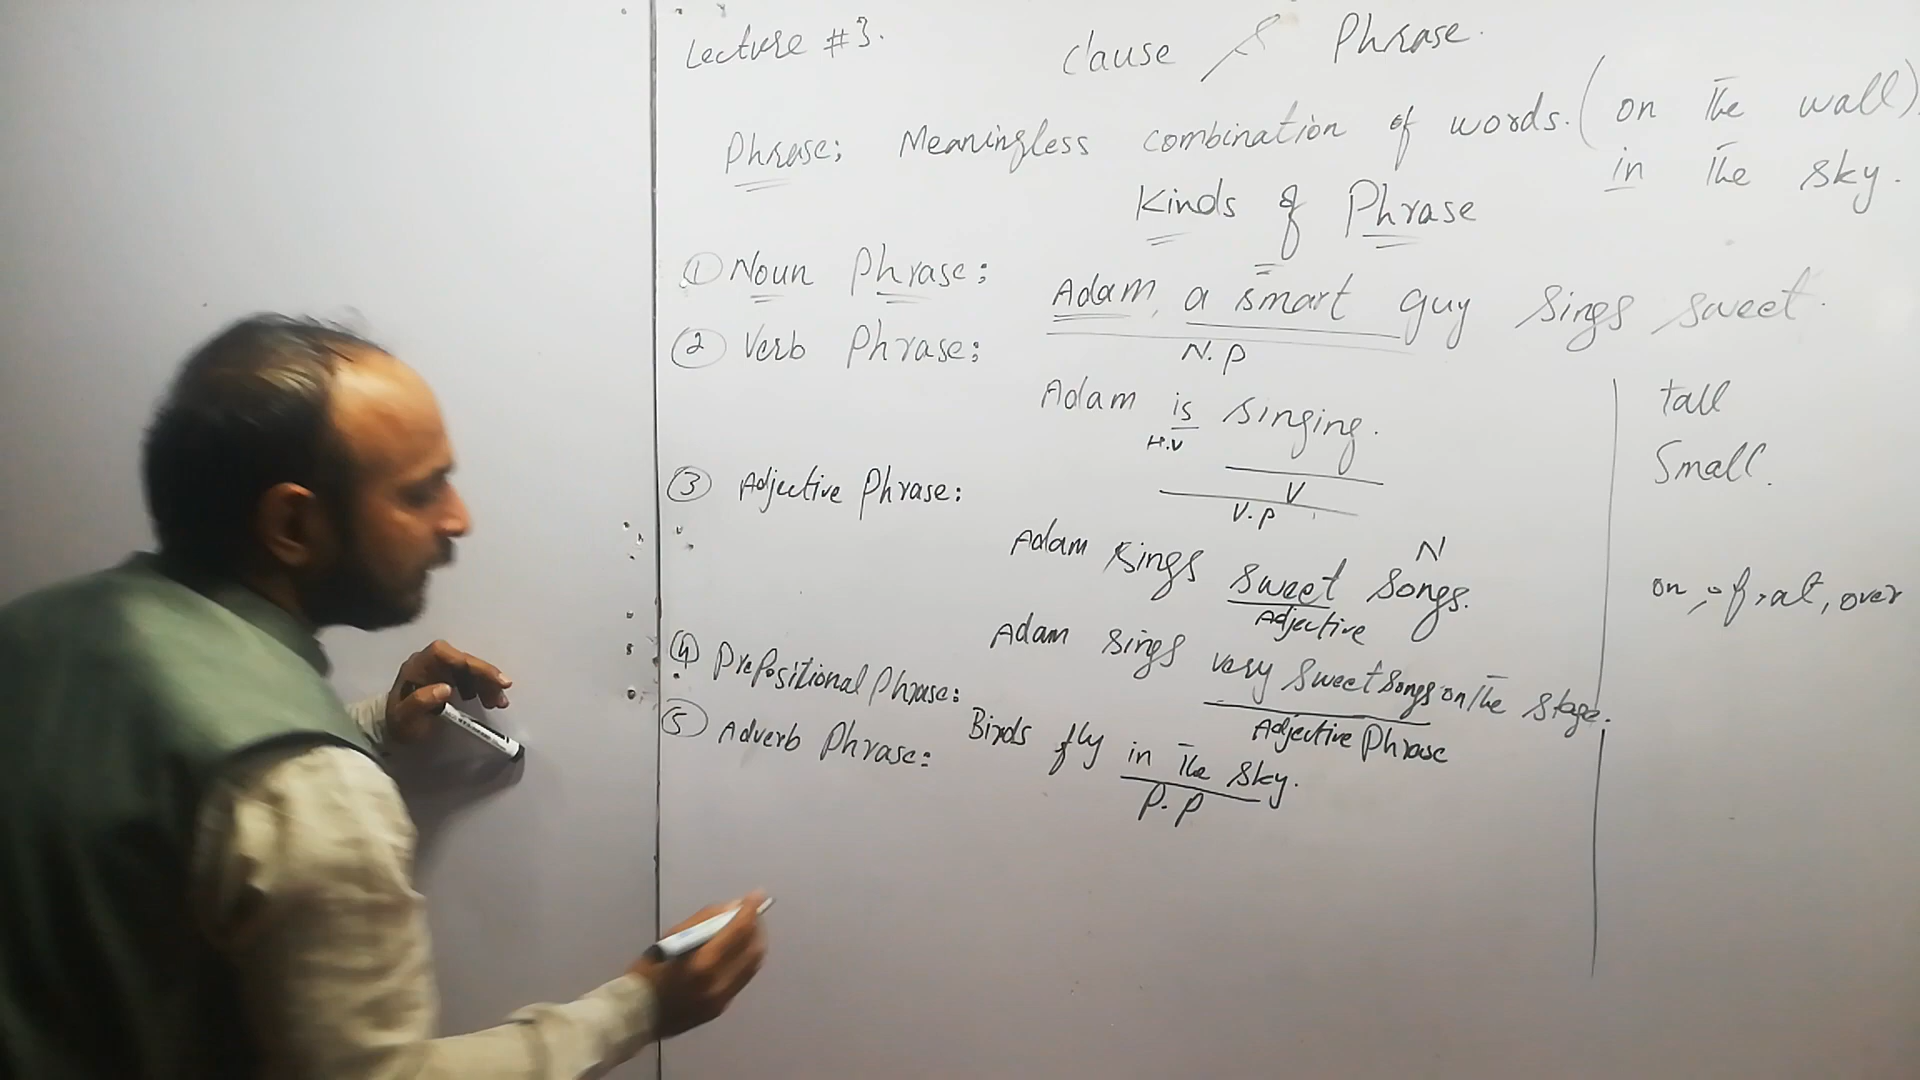 Lecture #3.
Clause & Phrase.
Phrase: Meaningless combination of words. (on the wall).
in the sky.
Kinds of Phrase
① Noun Phrase:
Adam, a smart guy sings sweet.
N.P
② Verb Phrase:
Adam is singing.
H.V
V
V.P
tall
Small.
③ Adjective Phrase:
N
Adam sings sweet songs.
Adjective
on, of, at, over
Adam sings very sweet songs on the stage.
Adjective Phrase
④ Prepositional Phrase:
Birds fly in the sky.
P.P
⑤ Adverb Phrase: